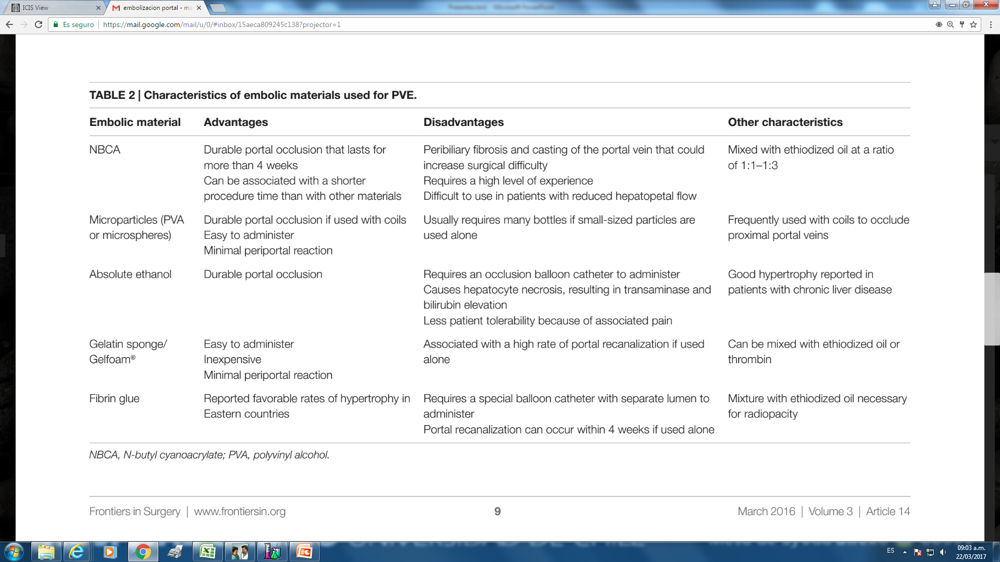 ICIS View
embolizacion portal - ma
Presentación1 - Microsoft PowerPoint
Es seguro
https://mail.google.com/mail/u/0/#inbox/15aeca809245c138?projector=1
TABLE 2 | Characteristics of embolic materials used for PVE.
Embolic material Advantages Disadvantages Other characteristics
NBCA Durable portal occlusion that lasts for Peribiliary fibrosis and casting of the portal vein that could Mixed with ethiodized oil at a ratio
more than 4 weeks increase surgical difficulty of 1:1–1:3
Can be associated with a shorter Requires a high level of experience
procedure time than with other materials Difficult to use in patients with reduced hepatopetal flow
Microparticles (PVA Durable portal occlusion if used with coils Usually requires many bottles if small-sized particles are Frequently used with coils to occlude
or microspheres) Easy to administer used alone proximal portal veins
Minimal periportal reaction
Absolute ethanol Durable portal occlusion Requires an occlusion balloon catheter to administer Good hypertrophy reported in
Causes hepatocyte necrosis, resulting in transaminase and patients with chronic liver disease
bilirubin elevation
Less patient tolerability because of associated pain
Gelatin sponge/ Easy to administer Associated with a high rate of portal recanalization if used Can be mixed with ethiodized oil or
Gelfoam® Inexpensive alone thrombin
Minimal periportal reaction
Fibrin glue Reported favorable rates of hypertrophy in Requires a special balloon catheter with separate lumen to Mixture with ethiodized oil necessary
Eastern countries administer for radiopacity
Portal recanalization can occur within 4 weeks if used alone
NBCA, N-butyl cyanoacrylate; PVA, polyvinyl alcohol.
Frontiers in Surgery | www.frontiersin.org 9 March 2016 | Volume 3 | Article 14
ES
09:03 a.m.
22/03/2017